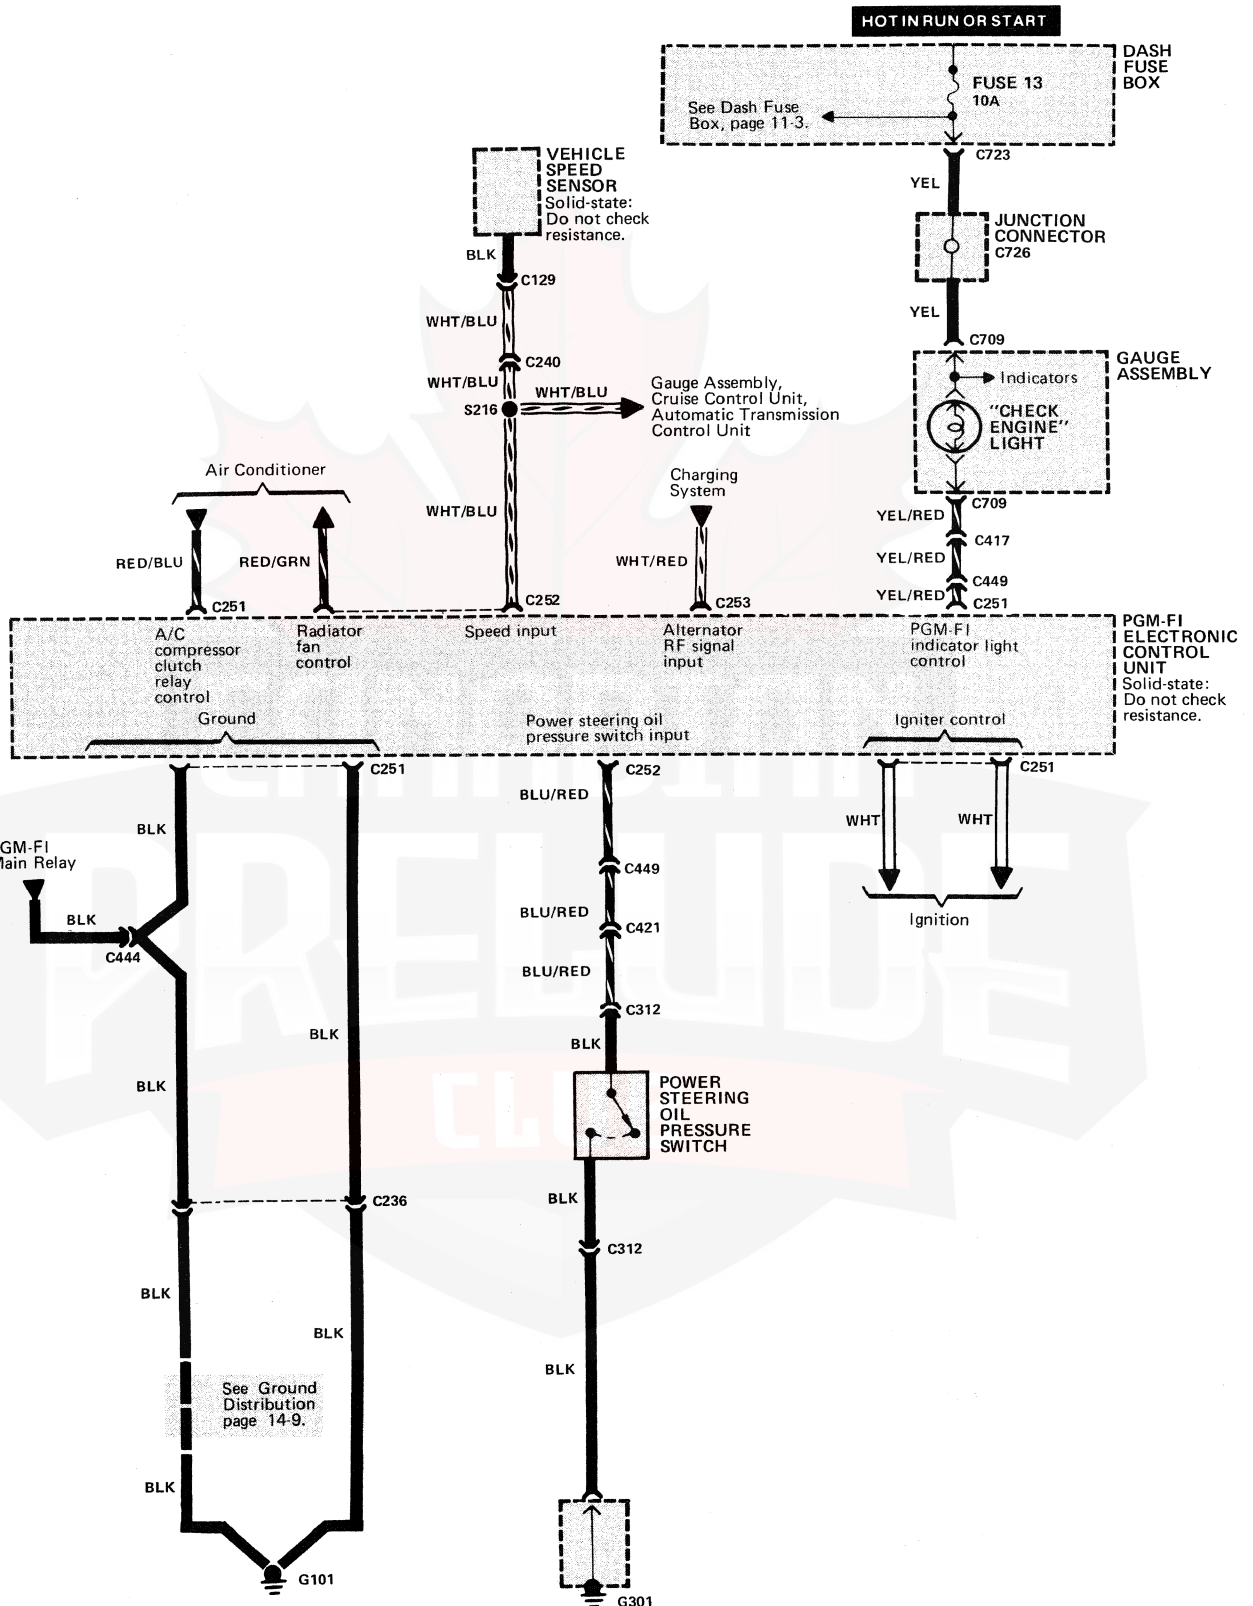 HOT IN RUN OR START
DASH
FUSE
BOX
FUSE 13
10A
See Dash Fuse
Box, page 11-3.
C723
YEL
JUNCTION
CONNECTOR
C726
YEL
C709
GAUGE
ASSEMBLY
Indicators
"CHECK
ENGINE"
LIGHT
C709
YEL/RED
C417
YEL/RED
C449
YEL/RED
C251
VEHICLE
SPEED
SENSOR
Solid-state:
Do not check
resistance.
BLK
C129
WHT/BLU
C240
WHT/BLU
S216
WHT/BLU
Gauge Assembly,
Cruise Control Unit,
Automatic Transmission
Control Unit
WHT/BLU
C252
Air Conditioner
RED/BLU
C251
RED/GRN
Charging
System
WHT/RED
C253
PGM-FI
ELECTRONIC
CONTROL
UNIT
Solid-state:
Do not check
resistance.
A/C
compressor
clutch
relay
control
Radiator
fan
control
Speed input
Alternator
RF signal
input
PGM-FI
indicator light
control
Ground
Power steering oil
pressure switch input
Igniter control
C251
C252
C251
BLK
GM-FI
Main Relay
BLK
C444
BLK
BLK
C236
BLK
BLK
See Ground
Distribution
page 14-9.
BLK
G101
BLU/RED
C449
BLU/RED
C421
BLU/RED
C312
BLK
POWER
STEERING
OIL
PRESSURE
SWITCH
BLK
C312
BLK
G301
WHT
WHT
Ignition
CANADIAN
PRELUDE
CLUB